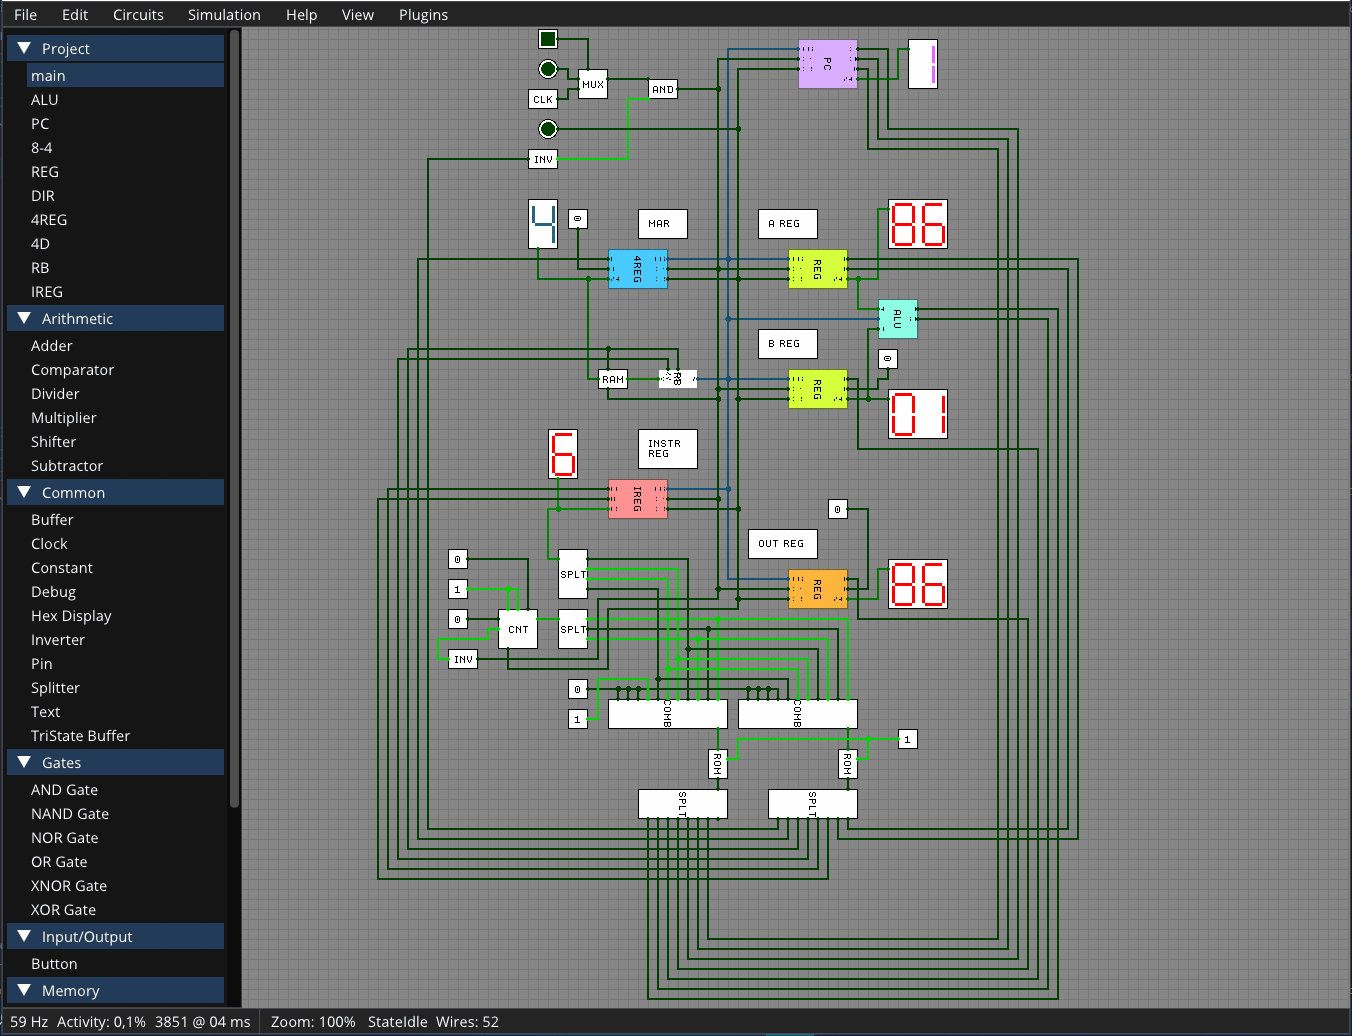 File Edit Circuits Simulation Help View Plugins
Project
main
ALU
PC
8-4
REG
DIR
4REG
4D
RB
IREG
Arithmetic
Adder
Comparator
Divider
Multiplier
Shifter
Subtractor
Common
Buffer
Clock
Constant
Debug
Hex Display
Inverter
Pin
Splitter
Text
TriState Buffer
Gates
AND Gate
NAND Gate
NOR Gate
OR Gate
XNOR Gate
XOR Gate
Input/Output
Button
Memory
PC
1
MUX
AND
CLK
INV
4
0
MAR
A REG
86
4REG
REG
ALU
B REG
0
RAM
RB
REG
01
6
INSTR
REG
IREG
0
OUT REG
0
SPLT
REG
86
1
0
CNT
SPLT
INV
0
1
COMB
COMB
1
ROM
ROM
SPLT
SPLT
59 Hz Activity: 0,1% 3851 @ 04 ms Zoom: 100% StateIdle Wires: 52